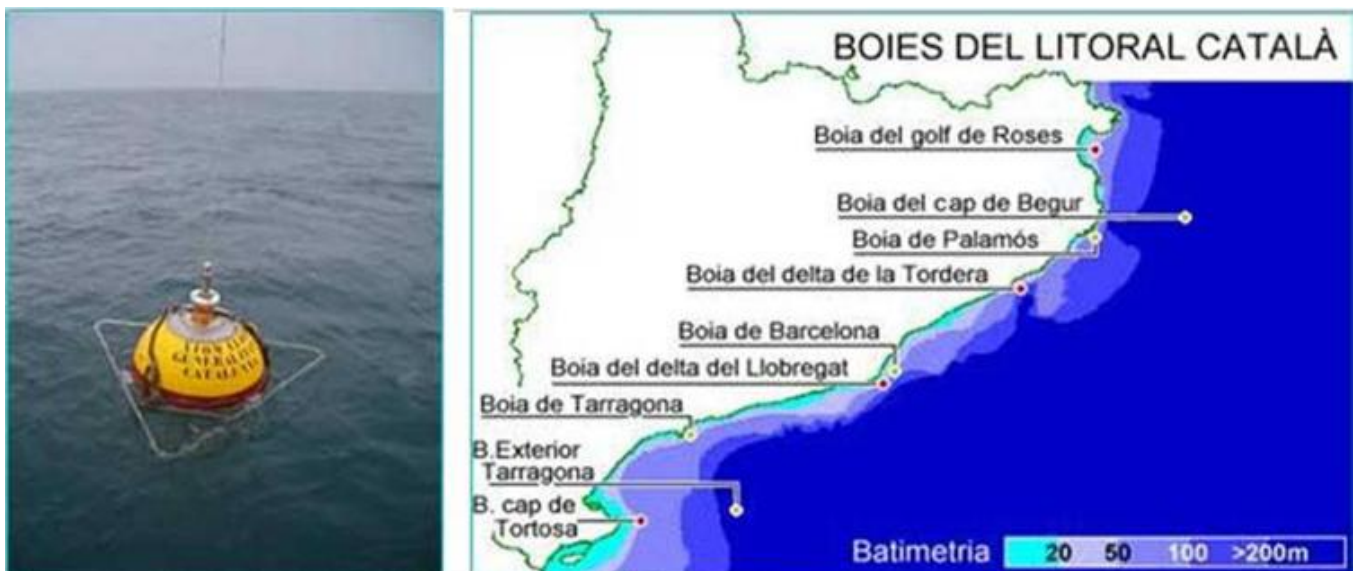 GENERALITAT
BOIES DEL LITORAL CATALÀ
Boia del golf de Roses
Boia del cap de Begur
Boia de Palamós
Boia del delta de la Tordera
Boia de Barcelona
Boia del delta del Llobregat
Boia de Tarragona
B.Exterior
Tarragona
B. cap de
Tortosa
Batimetria 20 50 100 >200m